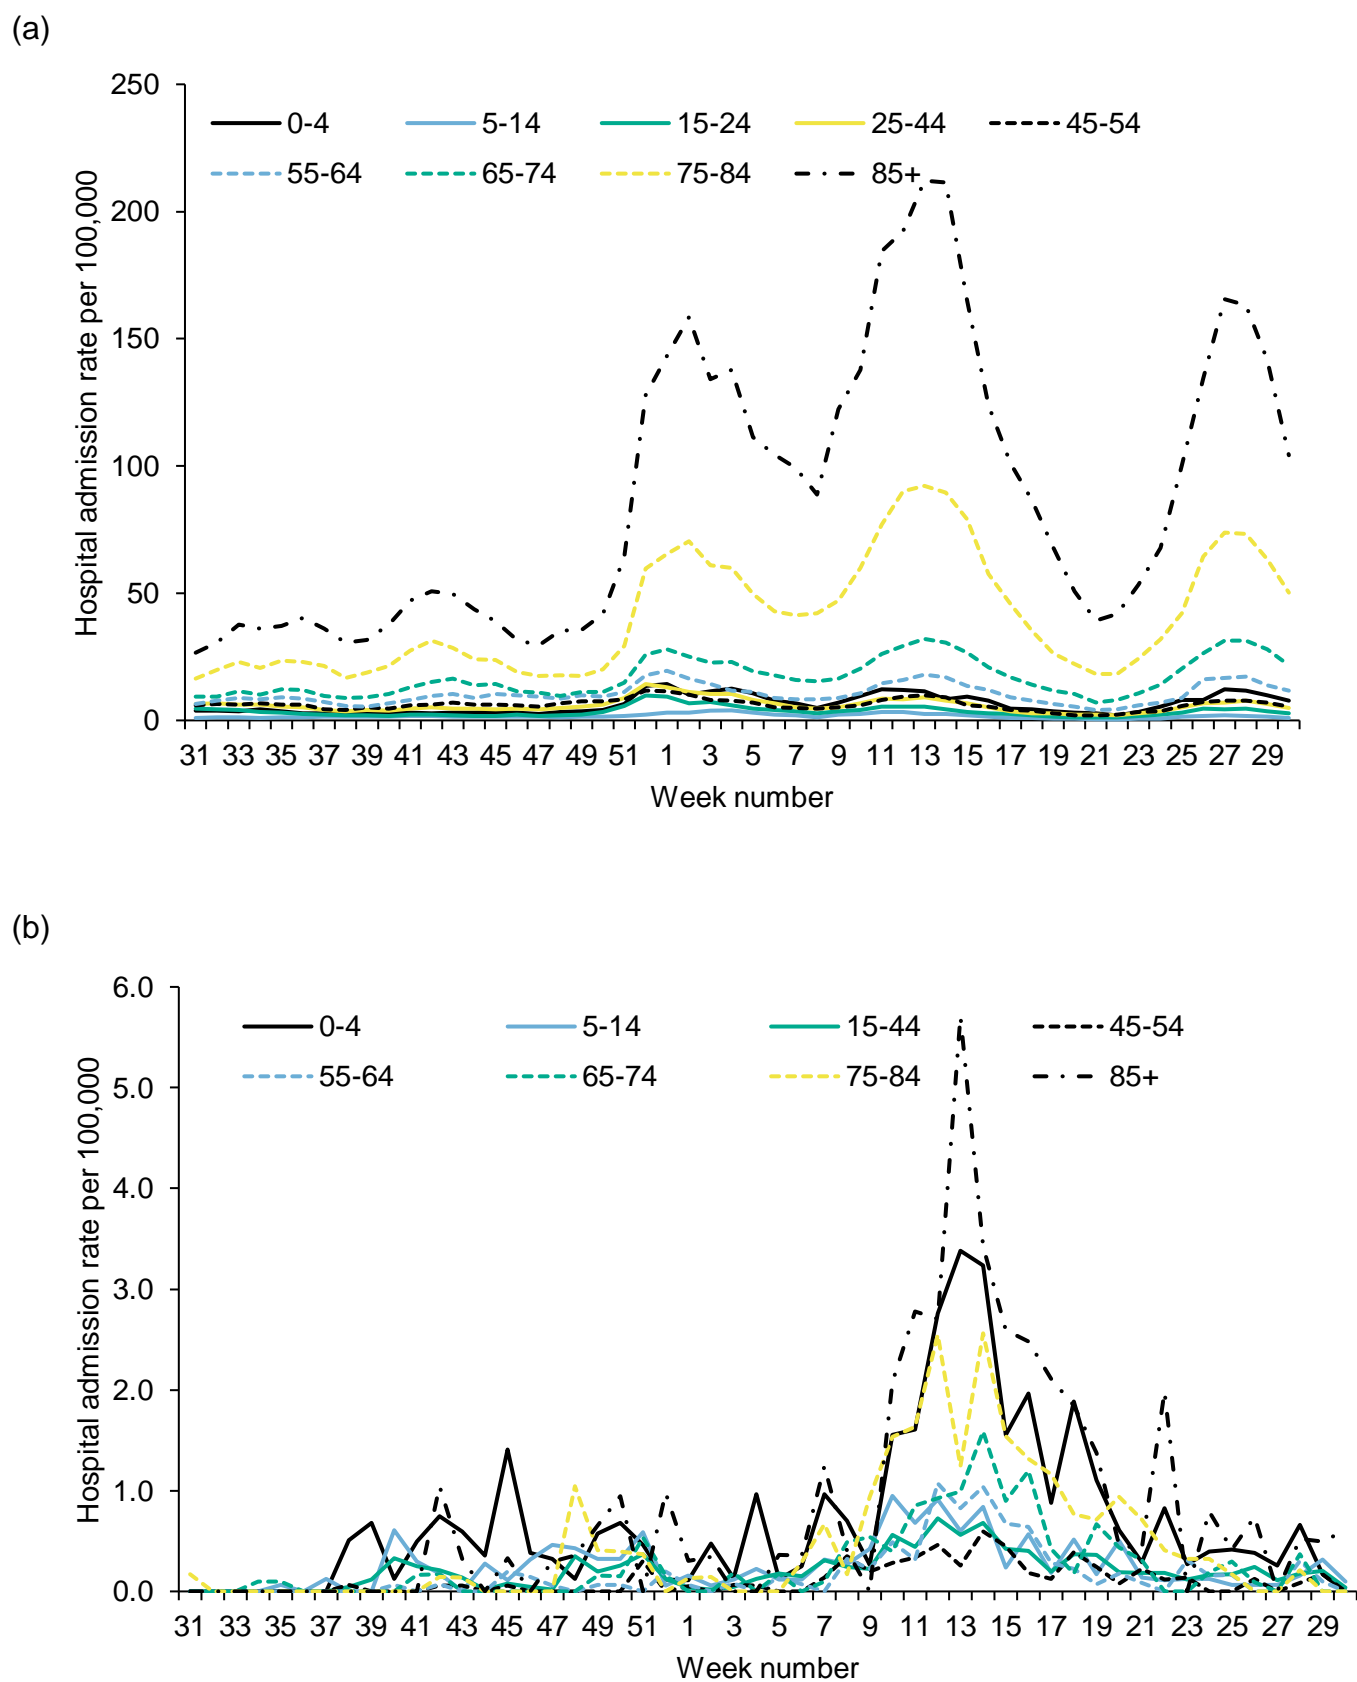 (a)
Hospital admission rate per 100,000
250
200
150
100
50
0
0-4 5-14 15-24 25-44 45-54
55-64 65-74 75-84 85+
31 33 35 37 39 41 43 45 47 49 51 1 3 5 7 9 11 13 15 17 19 21 23 25 27 29
Week number
(b)
Hospital admission rate per 100,000
6.0
5.0
4.0
3.0
2.0
1.0
0.0
0-4 5-14 15-44 45-54
55-64 65-74 75-84 85+
31 33 35 37 39 41 43 45 47 49 51 1 3 5 7 9 11 13 15 17 19 21 23 25 27 29
Week number